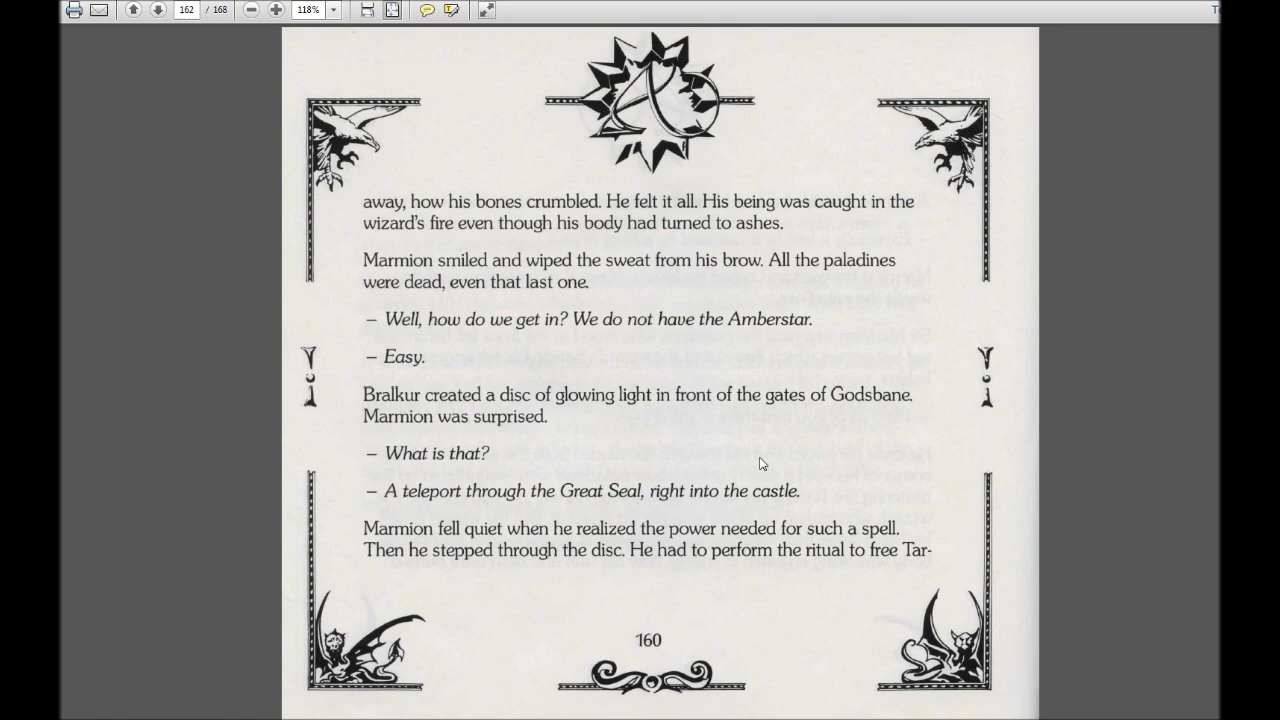 162 / 168 118%
away, how his bones crumbled. He felt it all. His being was caught in the
wizard's fire even though his body had turned to ashes.
Marmion smiled and wiped the sweat from his brow. All the paladines
were dead, even that last one.
– Well, how do we get in? We do not have the Amberstar.
– Easy.
Bralkur created a disc of glowing light in front of the gates of Godsbane.
Marmion was surprised.
– What is that?
– A teleport through the Great Seal, right into the castle.
Marmion fell quiet when he realized the power needed for such a spell.
Then he stepped through the disc. He had to perform the ritual to free Tar-
160